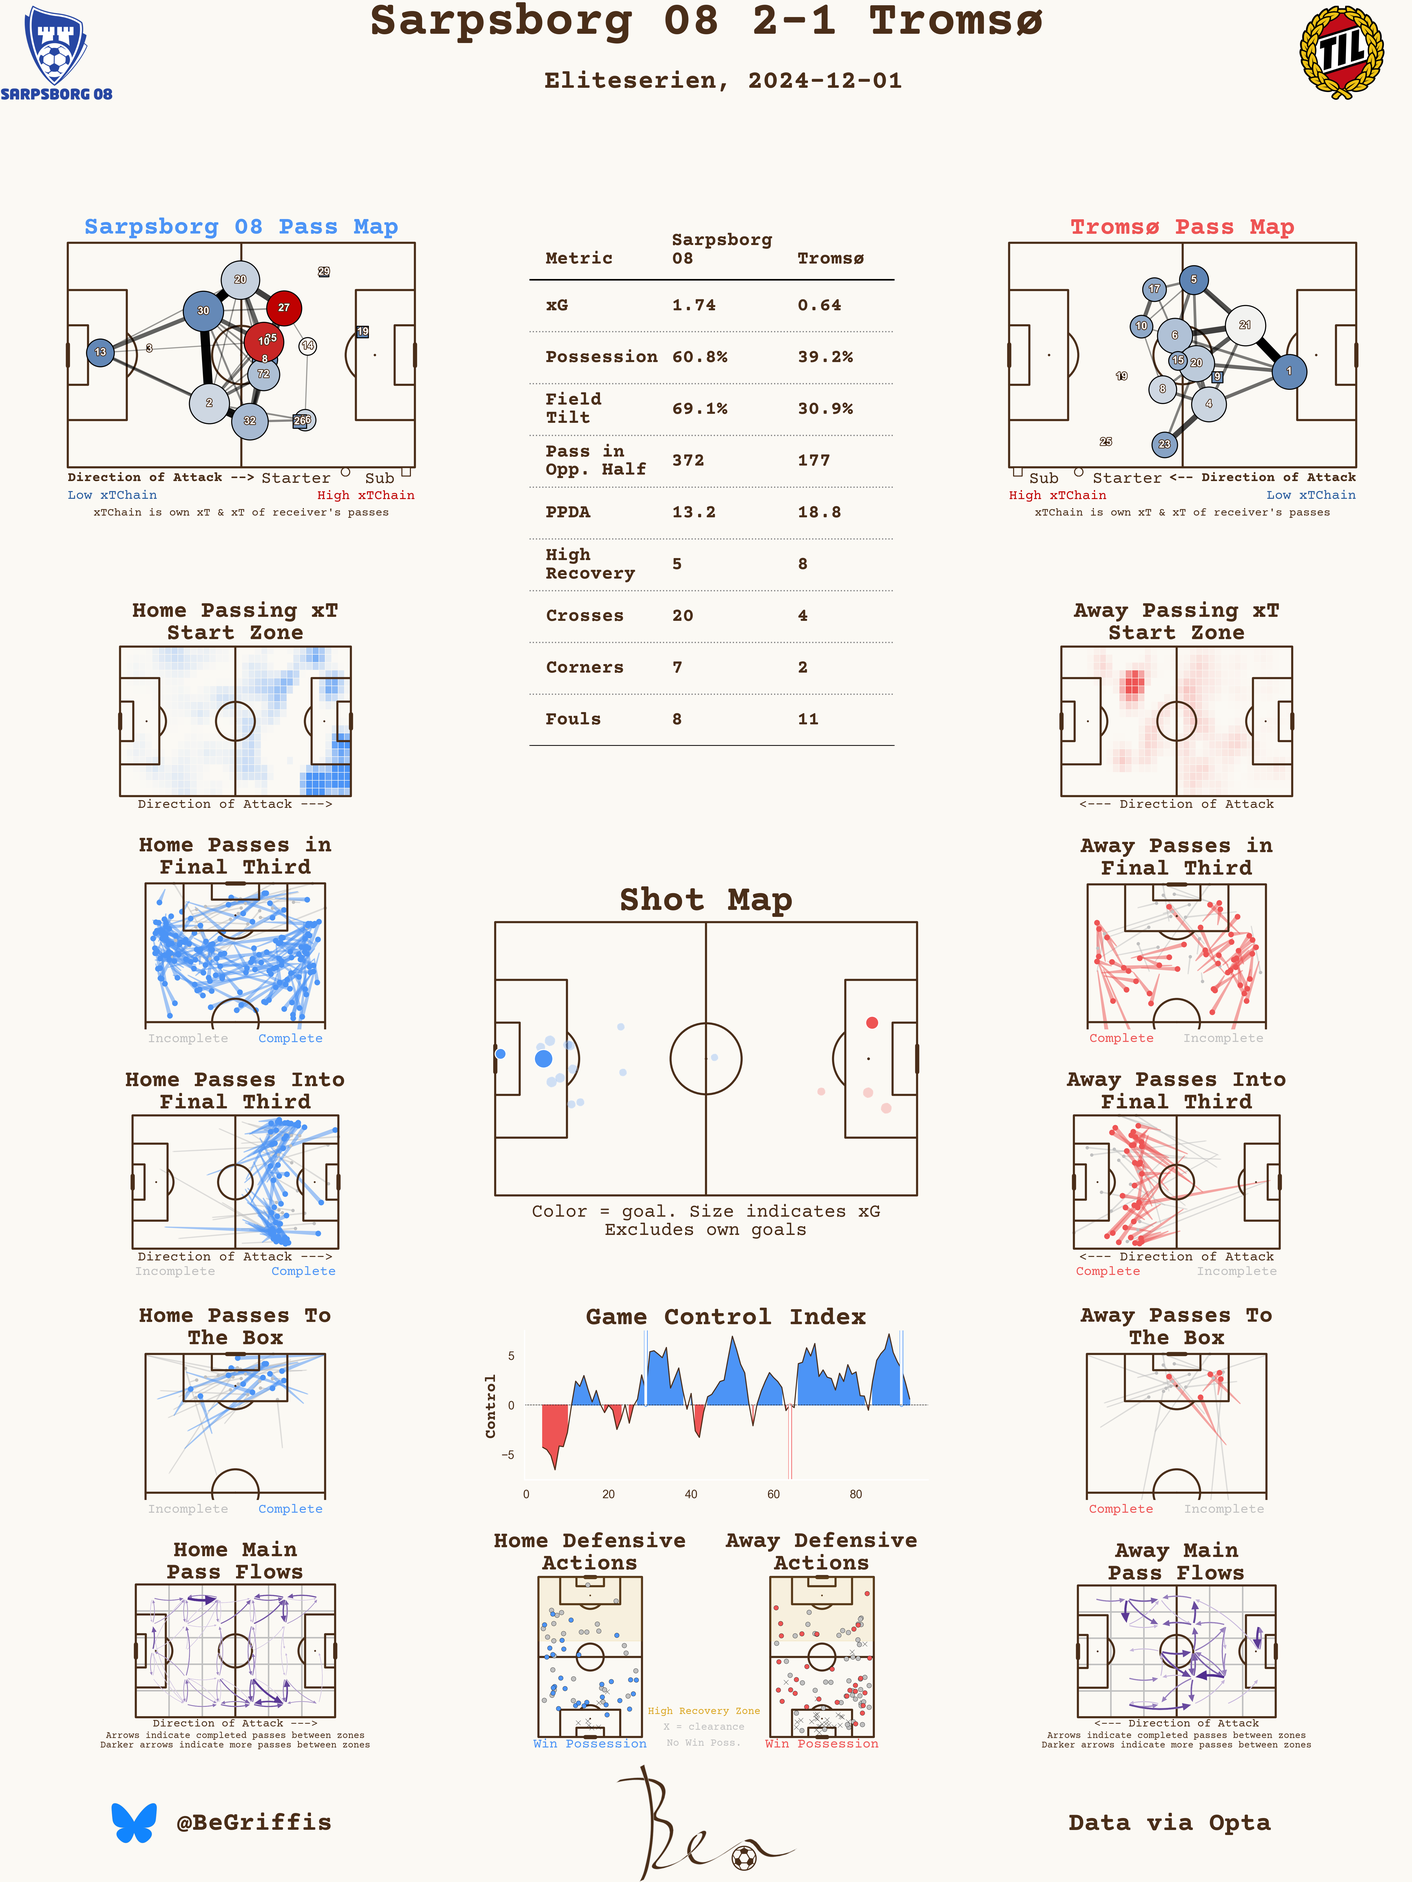 Sarpsborg 08 2-1 Tromsø
Eliteserien, 2024-12-01
SARPSBORG 08
TIL
Sarpsborg 08 Pass Map
20
29
30
27
19
10
25
14
13
3
8
72
2
32
26
Direction of Attack --> Starter Sub
Low xTChain High xTChain
xTChain is own xT & xT of receiver's passes
Metric Sarpsborg 08 Tromsø
xG 1.74 0.64
Possession 60.8% 39.2%
Field Tilt 69.1% 30.9%
Pass in Opp. Half 372 177
PPDA 13.2 18.8
High Recovery 5 8
Crosses 20 4
Corners 7 2
Fouls 8 11
Tromsø Pass Map
5
17
10
21
6
15
20
1
19
9
8
4
25
23
Sub Starter <-- Direction of Attack
High xTChain Low xTChain
xTChain is own xT & xT of receiver's passes
Home Passing xT
Start Zone
Direction of Attack --->
Away Passing xT
Start Zone
<--- Direction of Attack
Home Passes in
Final Third
Incomplete Complete
Away Passes in
Final Third
Complete Incomplete
Shot Map
Color = goal. Size indicates xG
Excludes own goals
Home Passes Into
Final Third
Direction of Attack --->
Incomplete Complete
Away Passes Into
Final Third
<--- Direction of Attack
Complete Incomplete
Home Passes To
The Box
Incomplete Complete
Game Control Index
Control
5
0
−5
0 20 40 60 80
Away Passes To
The Box
Complete Incomplete
Home Main
Pass Flows
Direction of Attack --->
Arrows indicate completed passes between zones
Darker arrows indicate more passes between zones
Home Defensive
Actions
Win Possession
High Recovery Zone
X = clearance
No Win Poss.
Away Defensive
Actions
Win Possession
Away Main
Pass Flows
<--- Direction of Attack
Arrows indicate completed passes between zones
Darker arrows indicate more passes between zones
@BeGriffis
Ben
Data via Opta